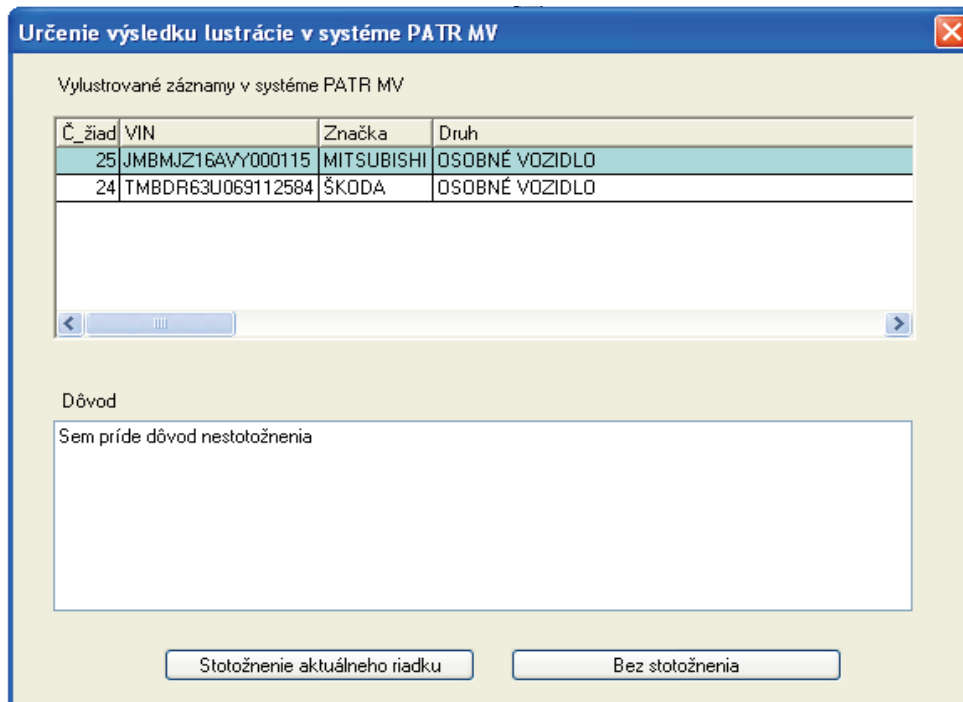 Určenie výsledku lustrácie v systéme PATR MV
Vylustrované záznamy v systéme PATR MV
Č_žiad VIN Značka Druh
25 JMBMJZ16AVY000115 MITSUBISHI OSOBNÉ VOZIDLO
24 TMBDR63U069112584 ŠKODA OSOBNÉ VOZIDLO
Dôvod
Sem príde dôvod nestotožnenia
Stotožnenie aktuálneho riadku Bez stotožnenia